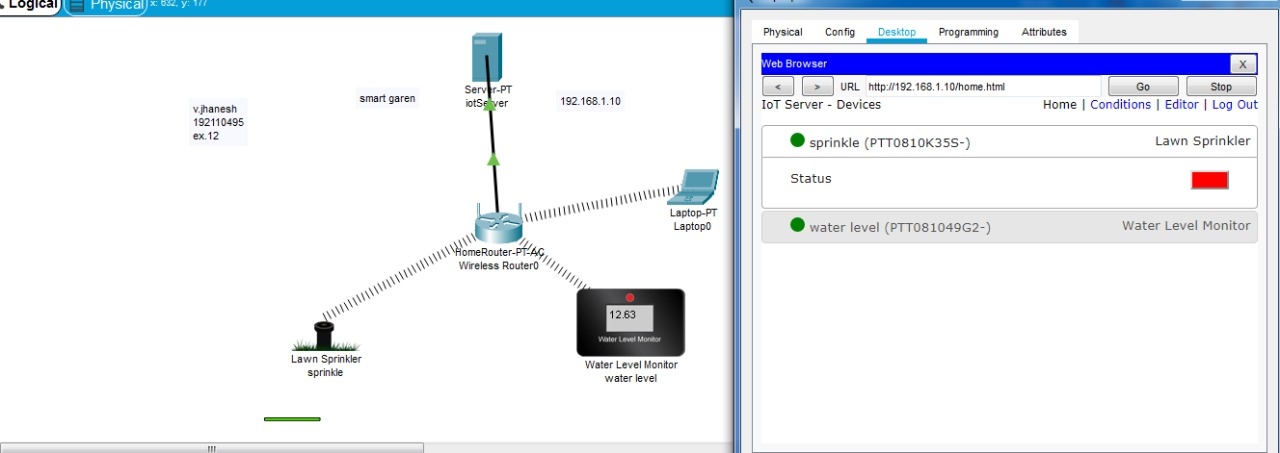 Logical
Physical x: 632, y: 177
Server-PT
iotServer
v.jhanesh
192110495
ex.12
smart garen
192.168.1.10
Laptop-PT
Laptop0
HomeRouter-PT-AC
Wireless Router0
12.63
Water Level Monitor
Water Level Monitor
water level
Lawn Sprinkler
sprinkle
Physical Config Desktop Programming Attributes
Web Browser X
< > URL http://192.168.1.10/home.html Go Stop
IoT Server - Devices Home | Conditions | Editor | Log Out
sprinkle (PTT0810K35S-) Lawn Sprinkler
Status
water level (PTT081049G2-) Water Level Monitor